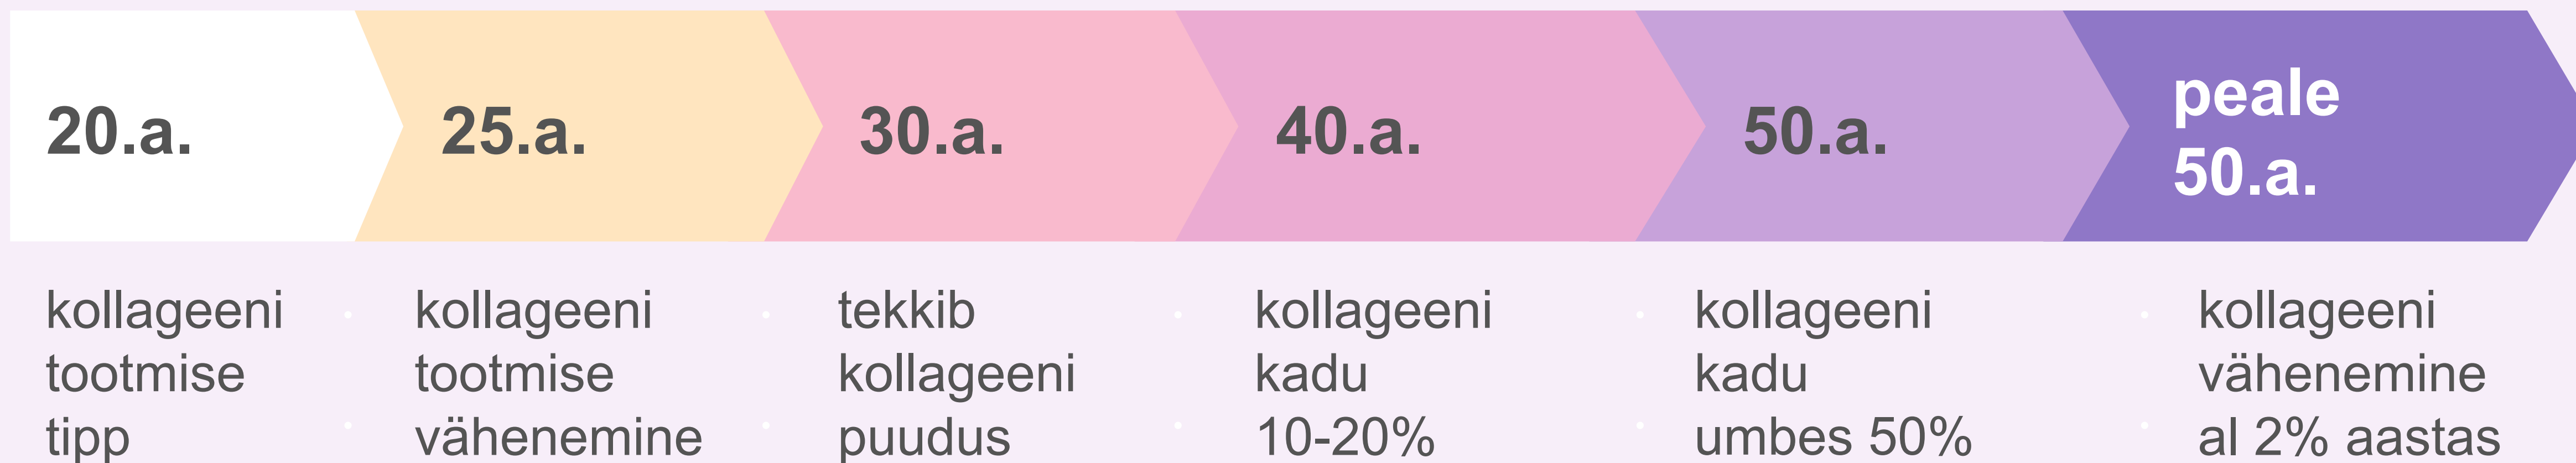 20.a.
25.a.
30.a.
40.a.
50.a.
peale
50.a.
kollageeni
tootmise
tipp
kollageeni
tootmise
vähenemine
tekkib
kollageeni
puudus
kollageeni
kadu
10-20%
kollageeni
kadu
umbes 50%
kollageeni
vähenemine
al 2% aastas